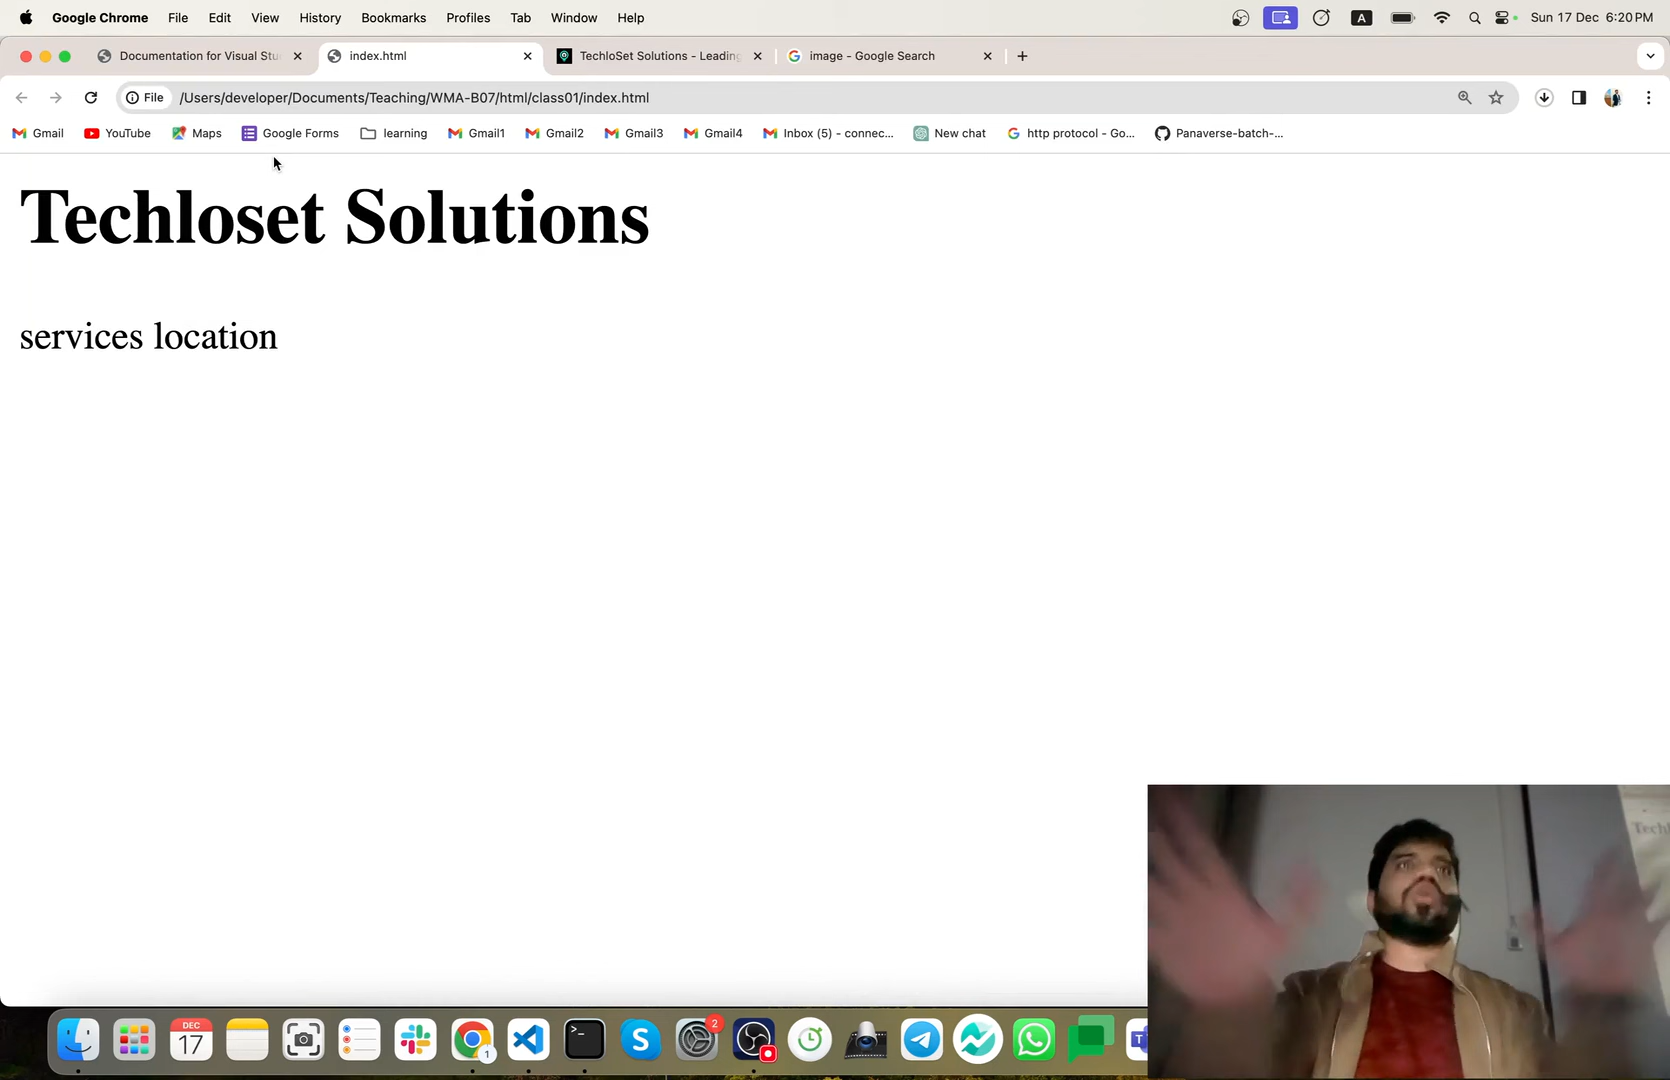 Google Chrome File Edit View History Bookmarks Profiles Tab Window Help A Sun 17 Dec 6:20 PM
Documentation for Visual Stu index.html TechloSet Solutions - Leading image - Google Search
File /Users/developer/Documents/Teaching/WMA-B07/html/class01/index.html
Gmail YouTube Maps Google Forms learning Gmail1 Gmail2 Gmail3 Gmail4 Inbox (5) - connec... New chat http protocol - Go... Panaverse-batch-...
Techloset Solutions
services location
Techl
DEC
17
1
>_
S
2
T